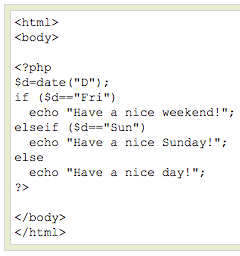 <html>
<body>

<?php
$d=date("D");
if ($d=="Fri")
  echo "Have a nice weekend!";
elseif ($d=="Sun")
  echo "Have a nice Sunday!";
else
  echo "Have a nice day!";
?>

</body>
</html>